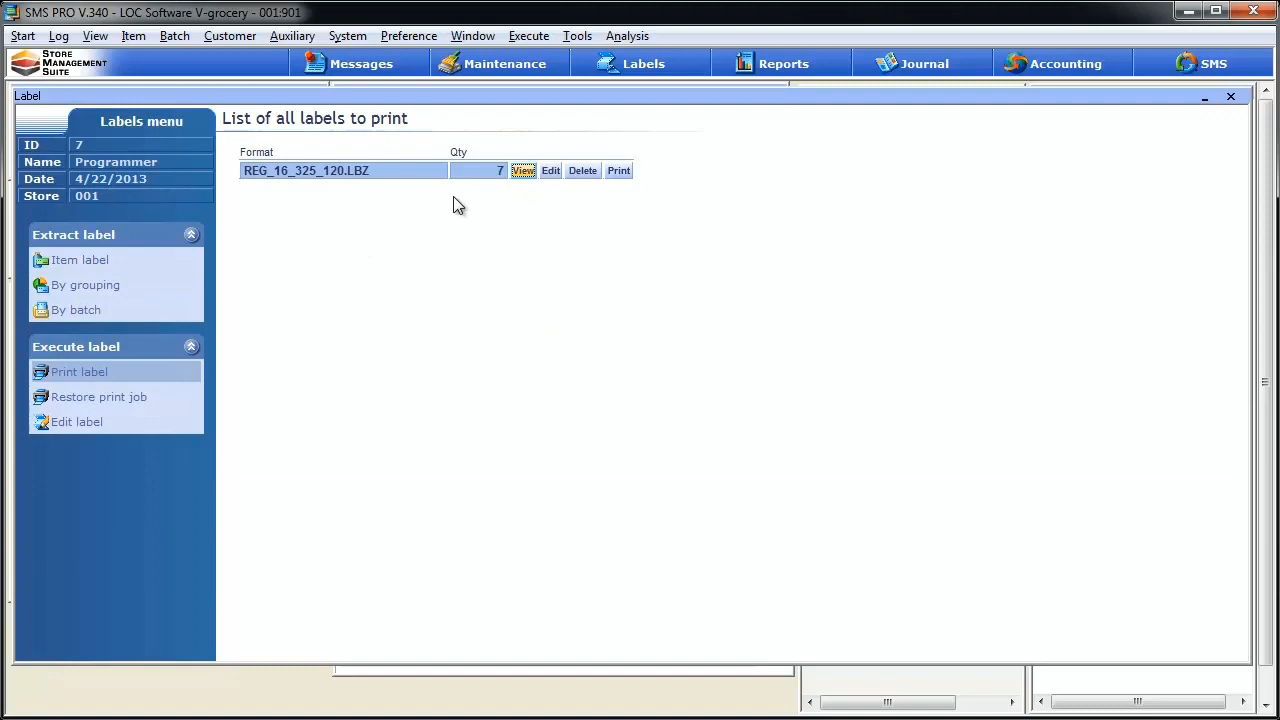 SMS PRO V.340 - LOC Software V-grocery - 001:901
Start Log View Item Batch Customer Auxiliary System Preference Window Execute Tools Analysis
STORE
MANAGEMENT
SUITE
Messages Maintenance Labels Reports Journal Accounting SMS
Label
Labels menu
ID 7
Name Programmer
Date 4/22/2013
Store 001
Extract label
Item label
By grouping
By batch
Execute label
Print label
Restore print job
Edit label
List of all labels to print
Format Qty
REG_16_325_120.LBZ 7 View Edit Delete Print